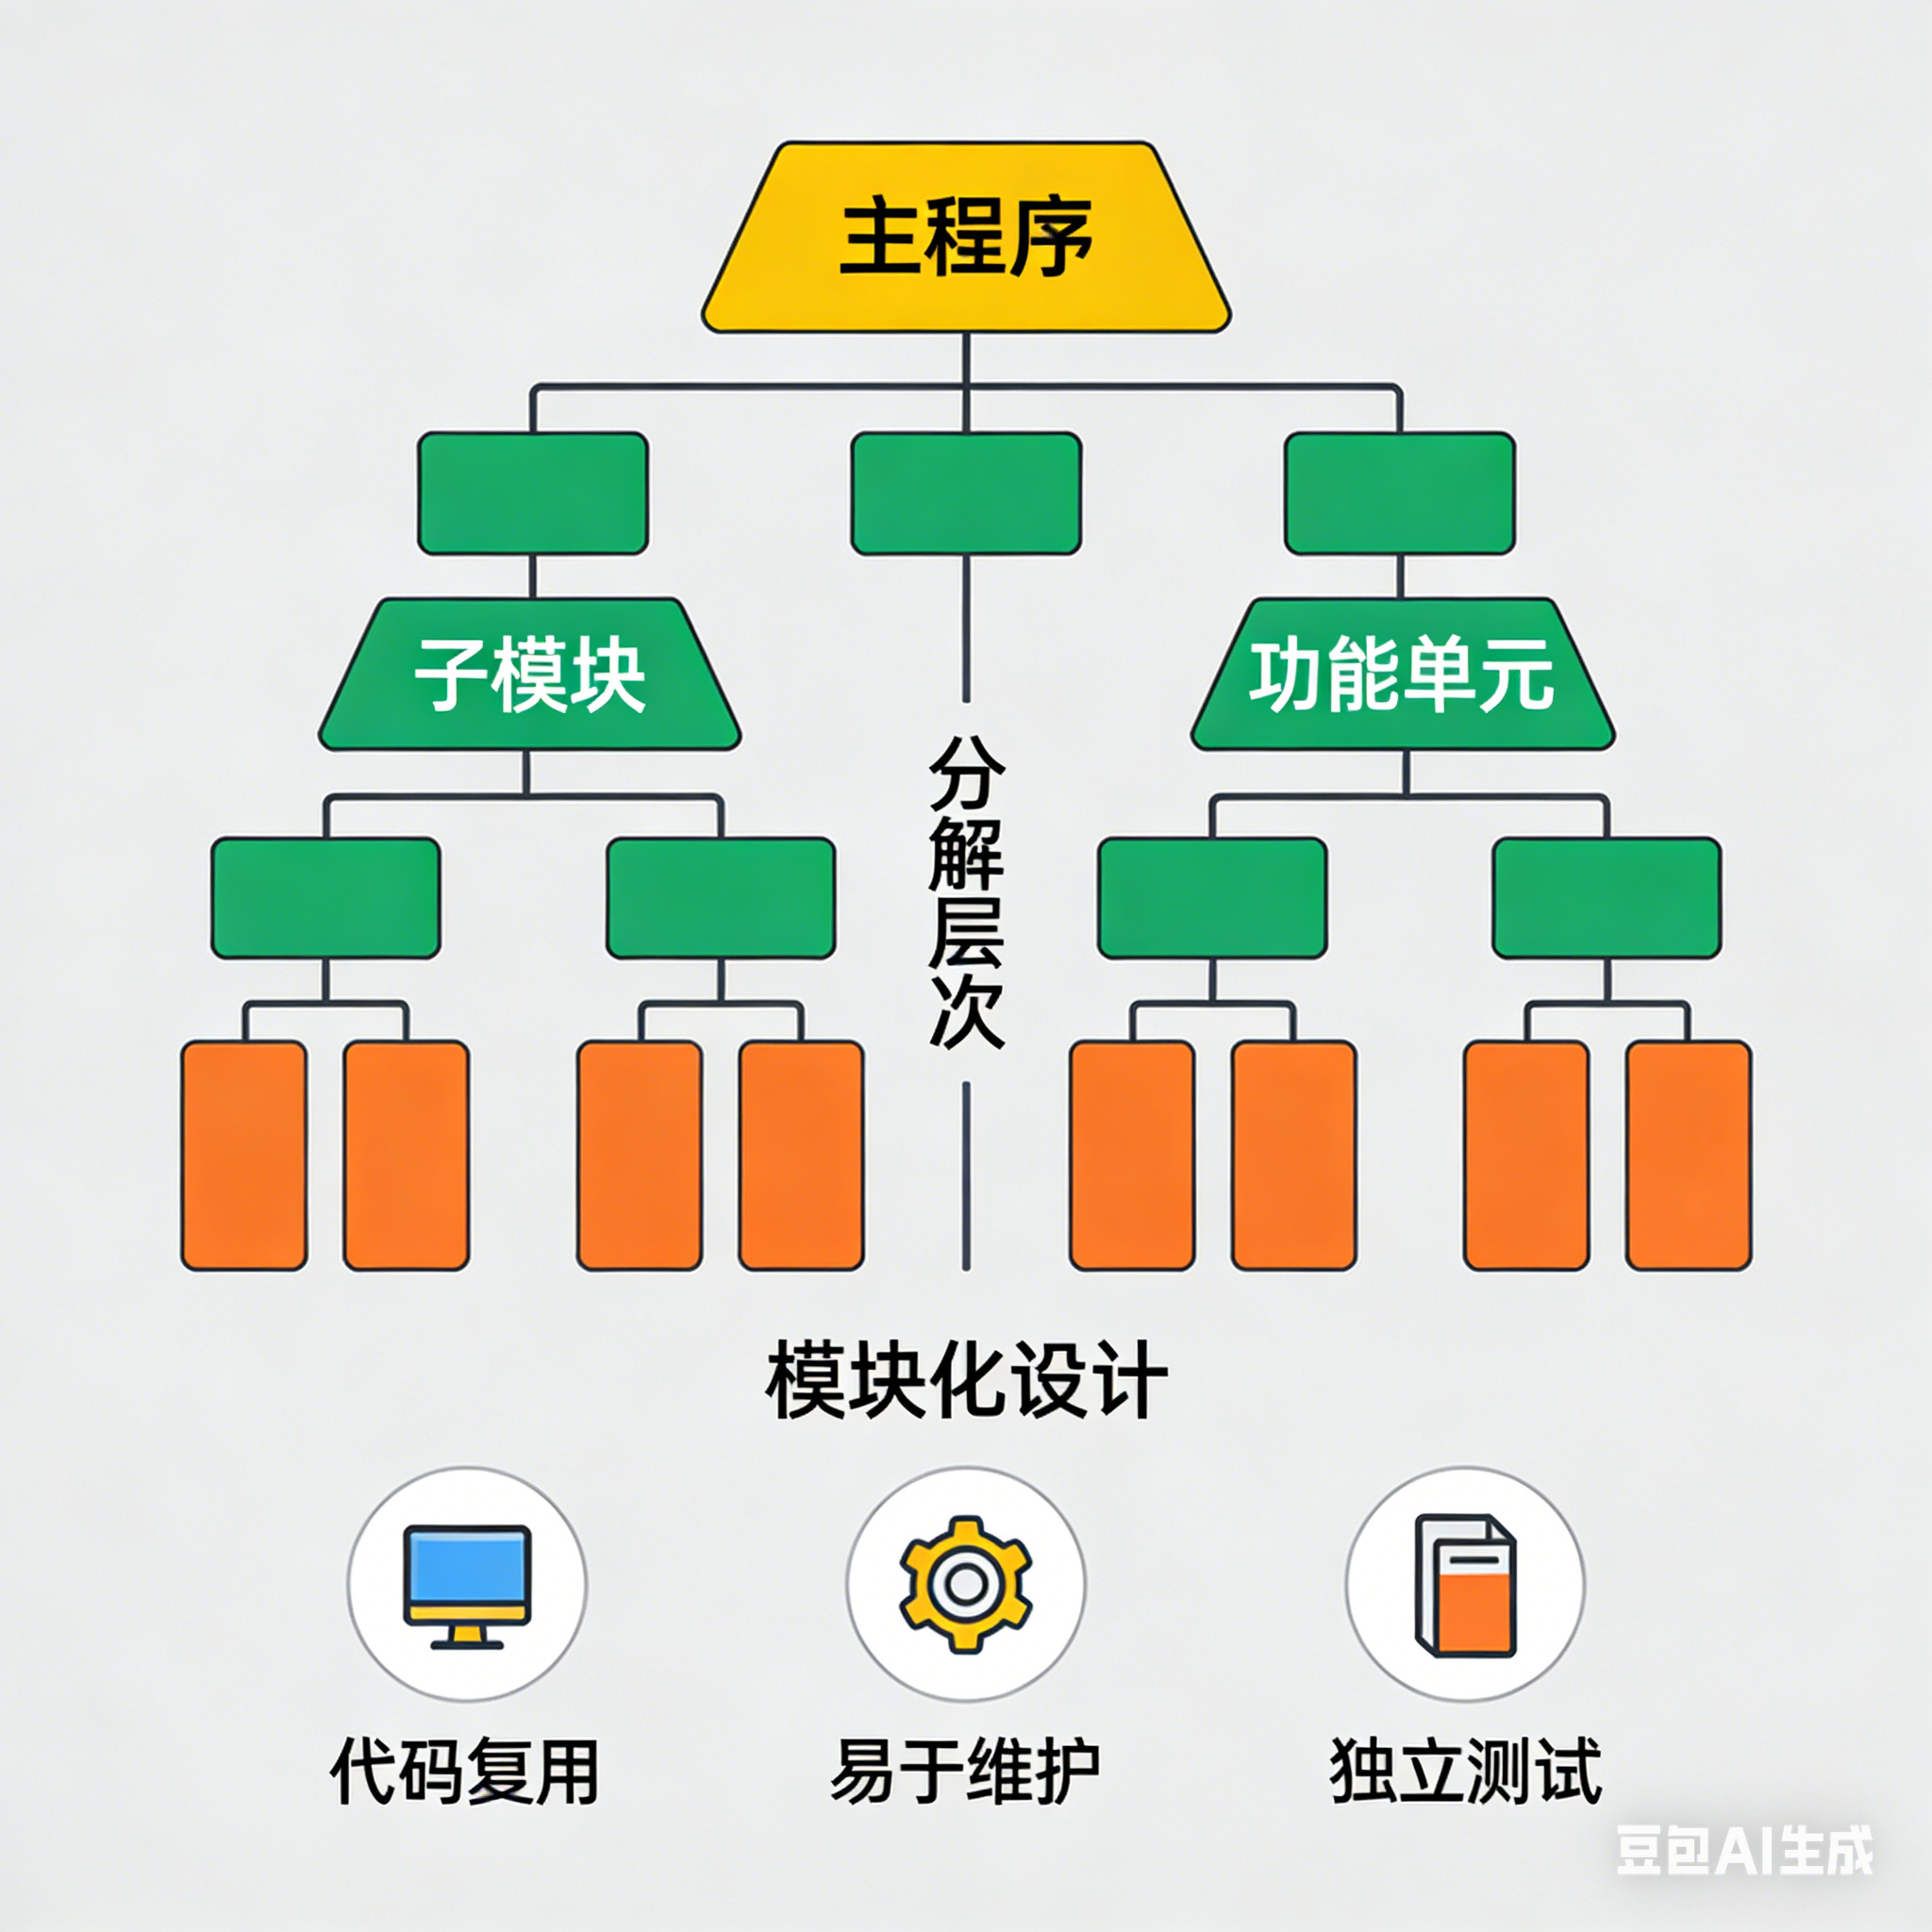 主程序
子模块
功能单元
分解层次
模块化设计
代码复用
易于维护
独立测试
豆包AI生成